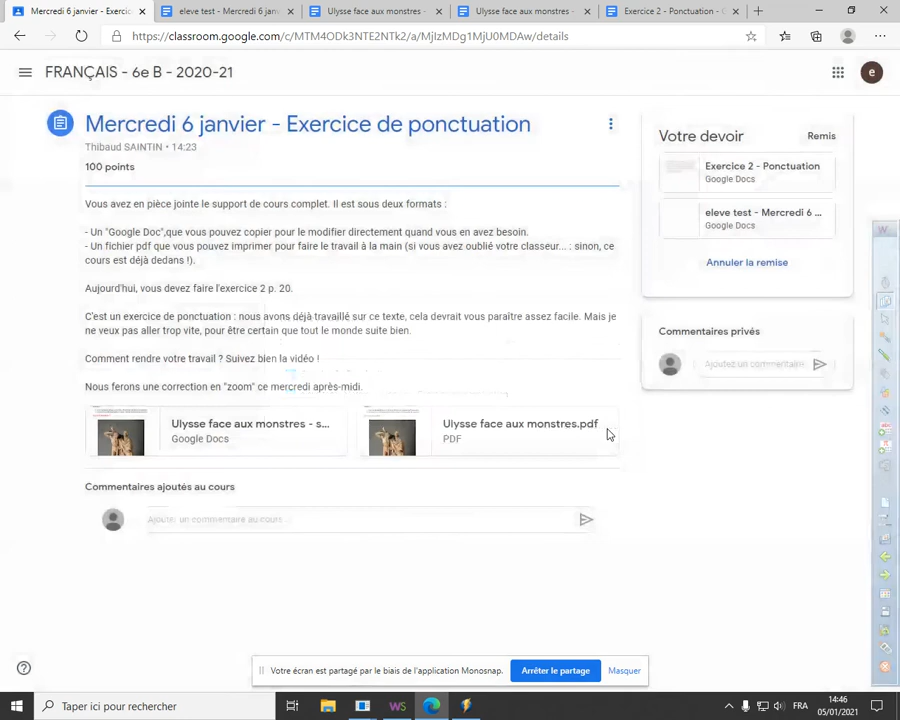 Mercredi 6 janvier - Exercic
eleve test - Mercredi 6 janv
Ulysse face aux monstres -
Ulysse face aux monstres -
Exercice 2 - Ponctuation - G
https://classroom.google.com/c/MTM4ODk3NTE2NTk2/a/MjIzMDg1MjU0MDAw/details
FRANÇAIS - 6e B - 2020-21
e
Mercredi 6 janvier - Exercice de ponctuation
Thibaud SAINTIN • 14:23
100 points
Vous avez en pièce jointe le support de cours complet. Il est sous deux formats :
- Un "Google Doc",que vous pouvez copier pour le modifier directement quand vous en avez besoin.
- Un fichier pdf que vous pouvez imprimer pour faire le travail à la main (si vous avez oublié votre classeur... : sinon, ce
cours est déjà dedans !).
Aujourd'hui, vous devez faire l'exercice 2 p. 20.
C'est un exercice de ponctuation : nous avons déjà travaillé sur ce texte, cela devrait vous paraître assez facile. Mais je
ne veux pas aller trop vite, pour être certain que tout le monde suite bien.
Comment rendre votre travail ? Suivez bien la vidéo !
Nous ferons une correction en "zoom" ce mercredi après-midi.
Ulysse face aux monstres - s...
Google Docs
Ulysse face aux monstres.pdf
PDF
Commentaires ajoutés au cours
Ajouter un commentaire au cours...
Votre devoir
Remis
Exercice 2 - Ponctuation
Google Docs
eleve test - Mercredi 6 ...
Google Docs
Annuler la remise
Commentaires privés
Ajoutez un commentaire
Votre écran est partagé par le biais de l'application Monosnap.
Arrêter le partage
Masquer
Taper ici pour rechercher
WS
FRA
14:46
05/01/2021